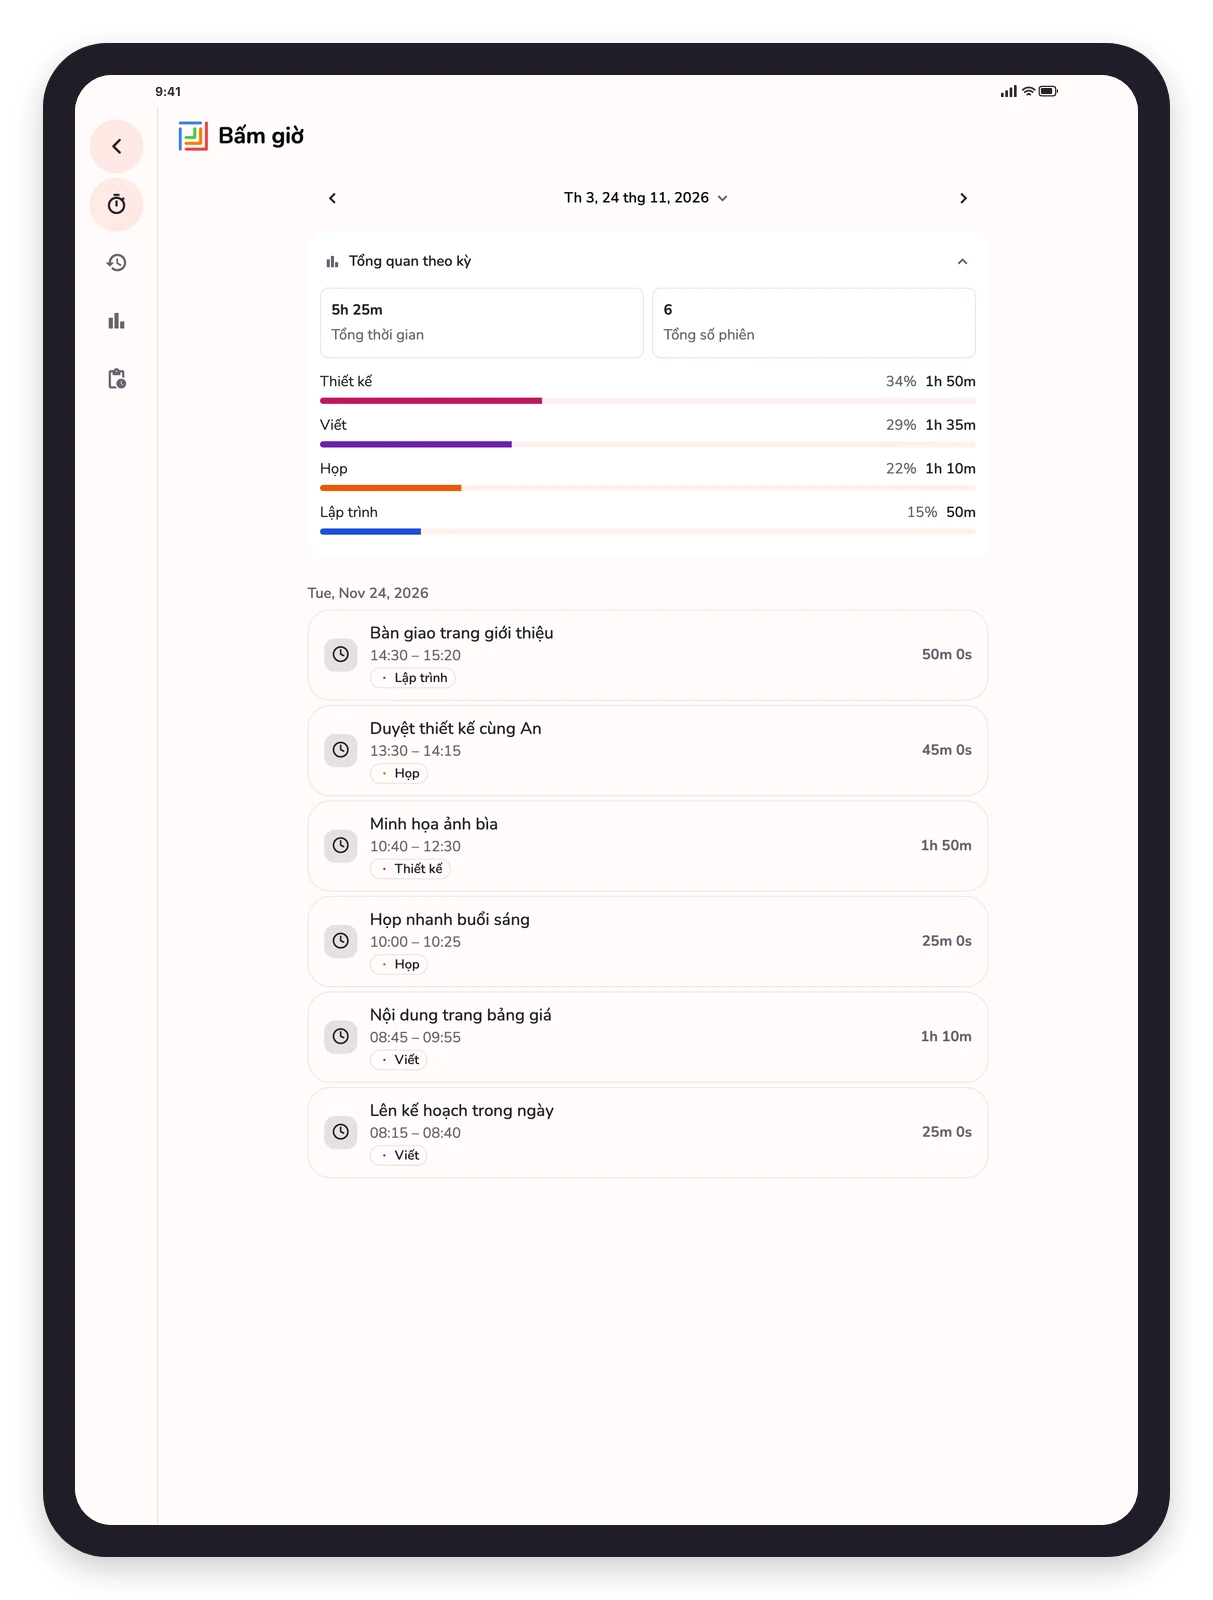 9:41
Bấm giờ
Th 3, 24 thg 11, 2026
Tổng quan theo kỳ
5h 25m
Tổng thời gian
6
Tổng số phiên
Thiết kế 34% 1h 50m
Viết 29% 1h 35m
Họp 22% 1h 10m
Lập trình 15% 50m
Tue, Nov 24, 2026
Bàn giao trang giới thiệu
14:30 – 15:20
Lập trình
50m 0s
Duyệt thiết kế cùng An
13:30 – 14:15
Họp
45m 0s
Minh họa ảnh bìa
10:40 – 12:30
Thiết kế
1h 50m
Họp nhanh buổi sáng
10:00 – 10:25
Họp
25m 0s
Nội dung trang bảng giá
08:45 – 09:55
Viết
1h 10m
Lên kế hoạch trong ngày
08:15 – 08:40
Viết
25m 0s